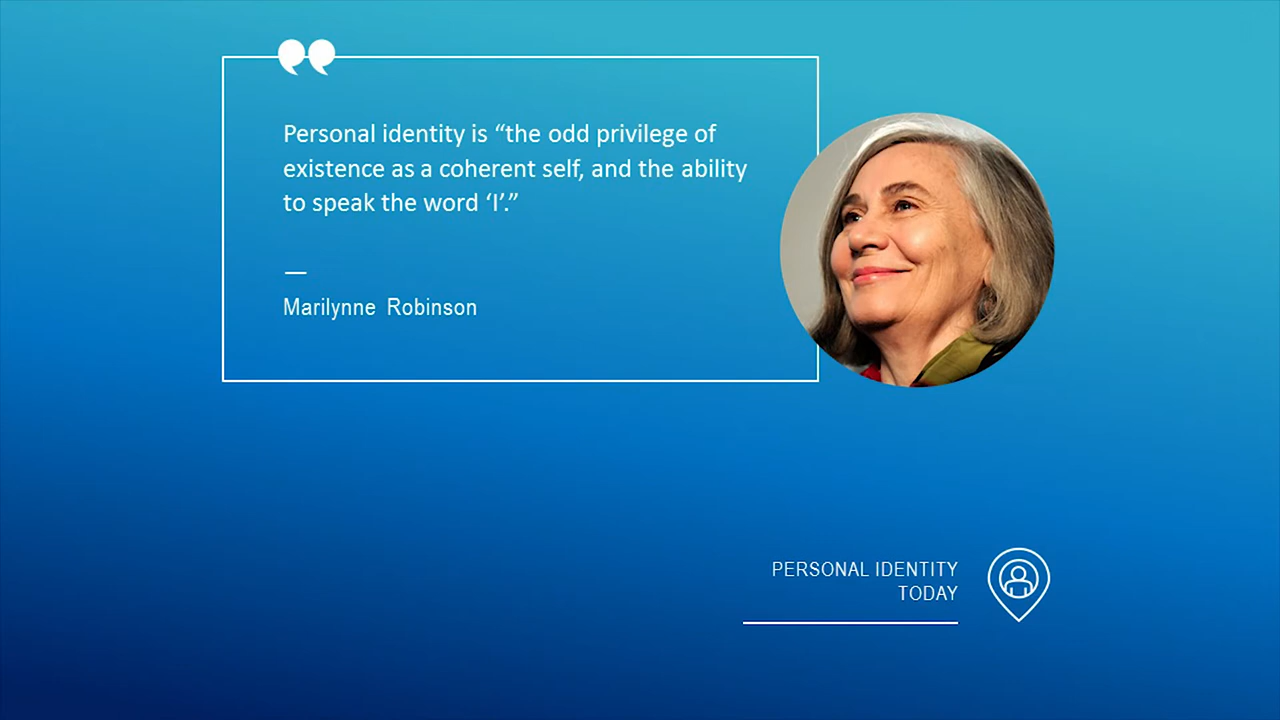 Personal identity is “the odd privilege of
existence as a coherent self, and the ability
to speak the word ‘I’.”
—
Marilynne Robinson
PERSONAL IDENTITY
TODAY